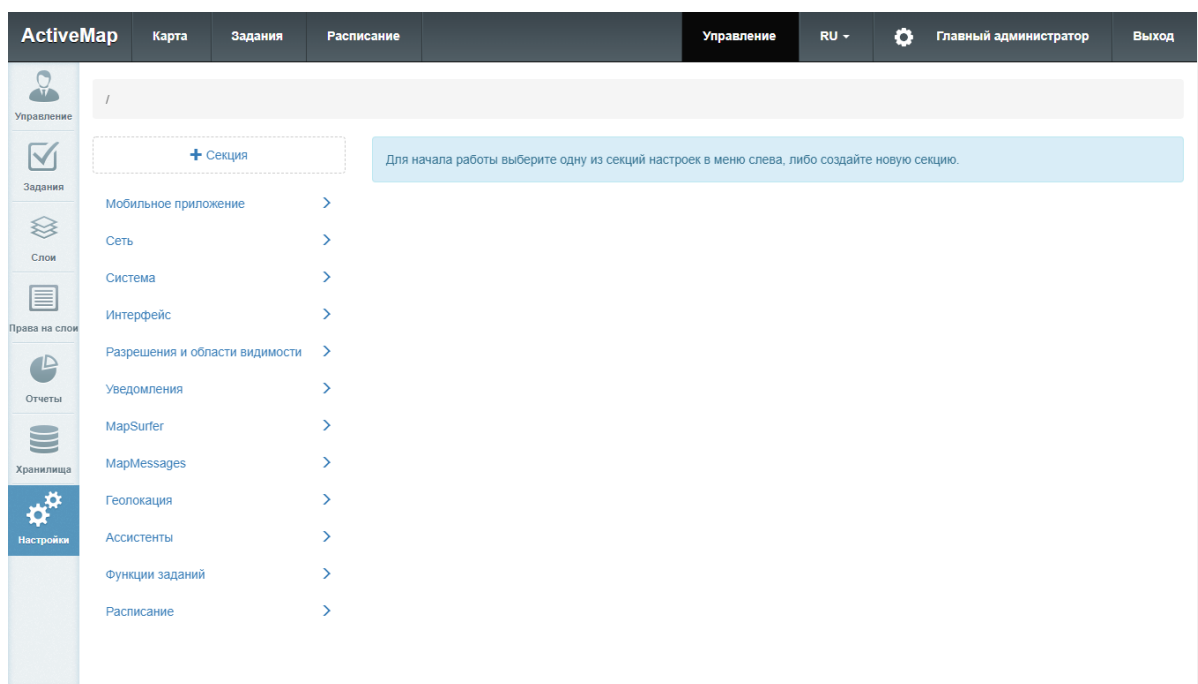 ActiveMap Карта Задания Расписание Управление RU Главный администратор Выход
Управление
Задания
Слои
Права на слои
Отчеты
Хранилища
Настройки
/
+ Секция
Мобильное приложение
Сеть
Система
Интерфейс
Разрешения и области видимости
Уведомления
MapSurfer
MapMessages
Геолокация
Ассистенты
Функции заданий
Расписание
Для начала работы выберите одну из секций настроек в меню слева, либо создайте новую секцию.